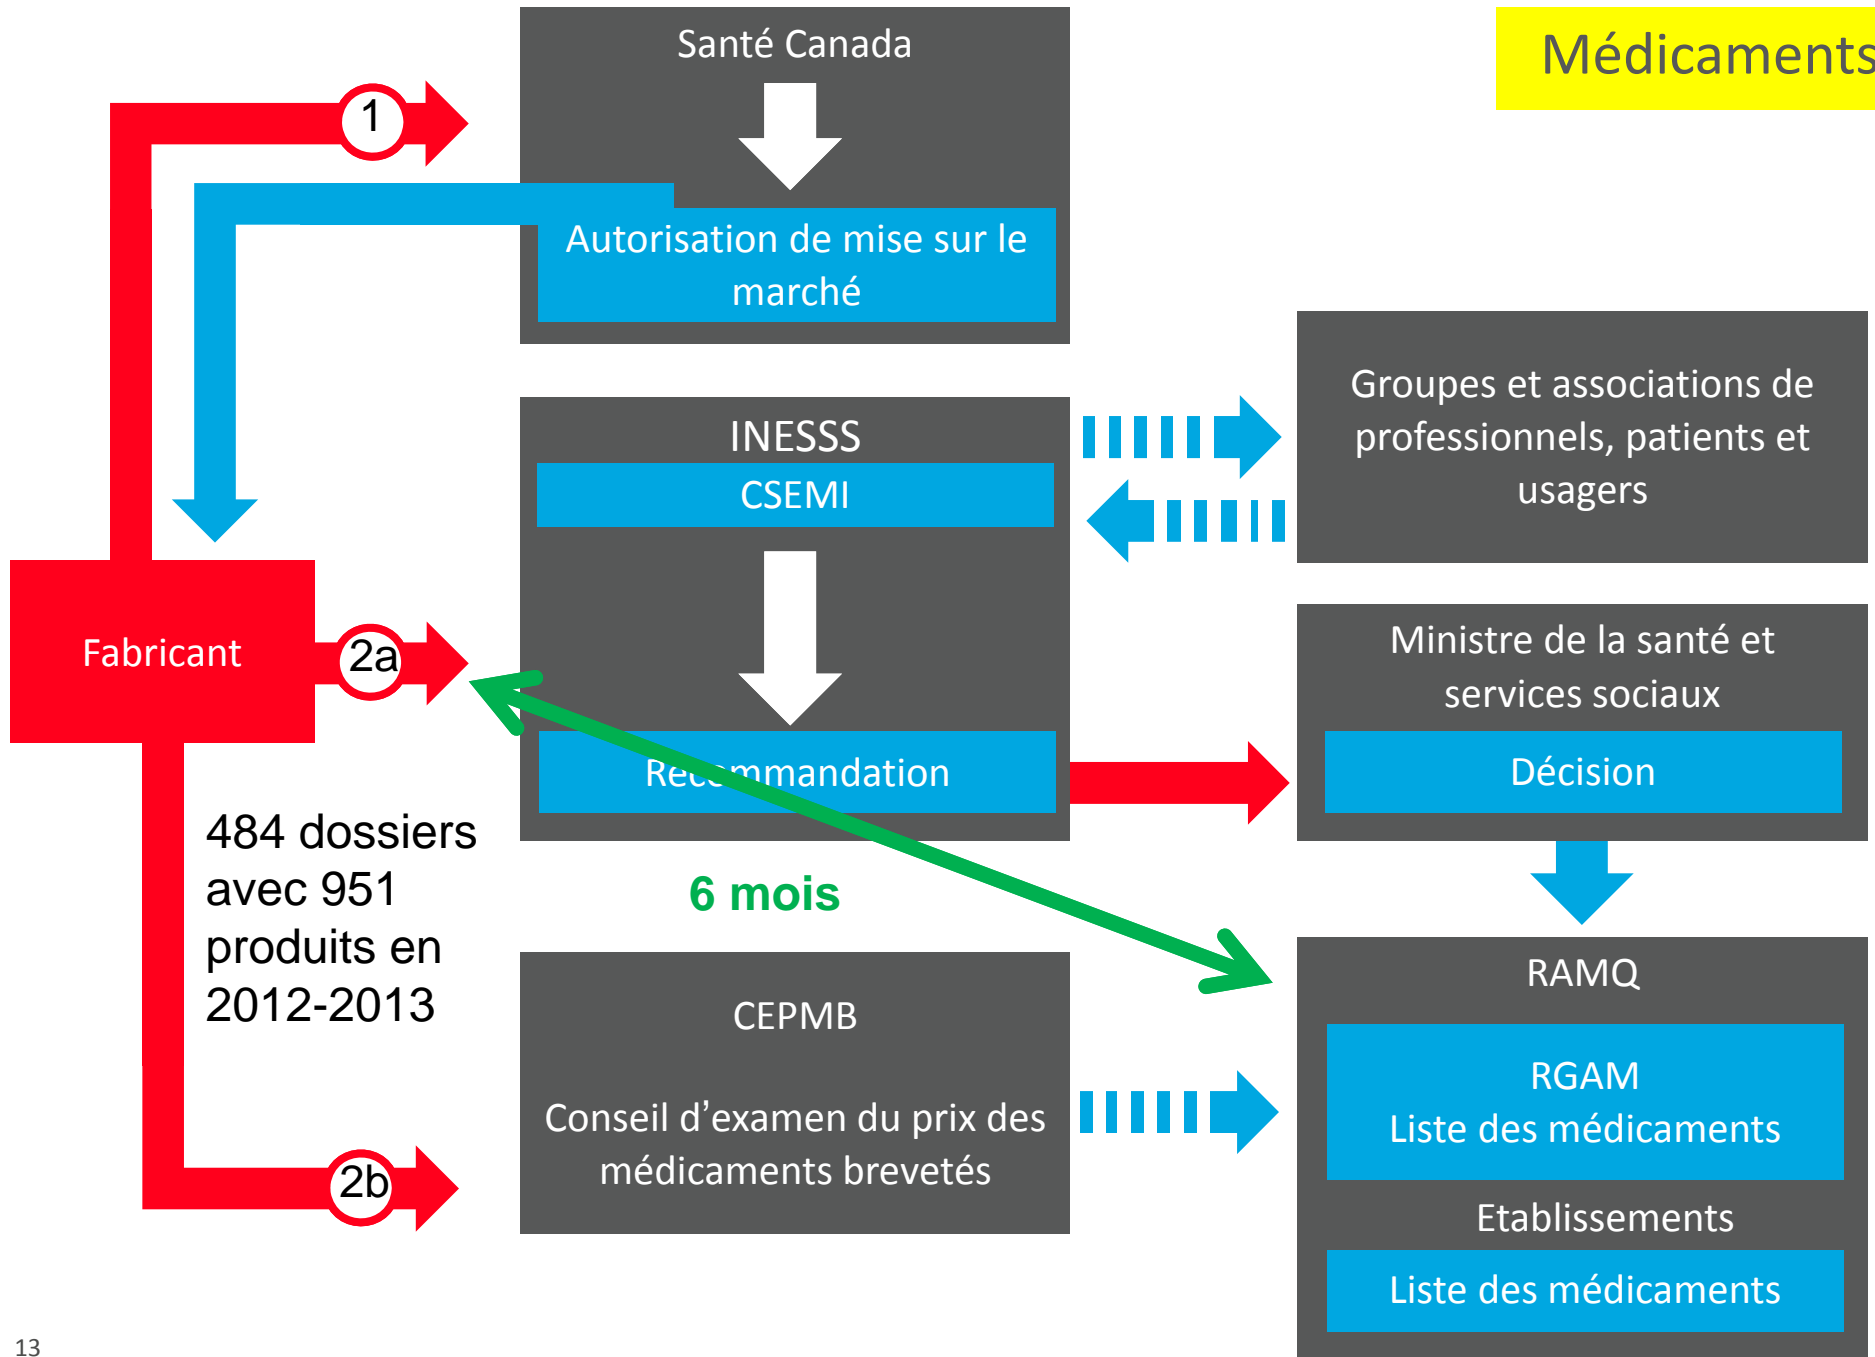 Santé Canada
Médicaments
1
Autorisation de mise sur le
marché
Groupes et associations de
professionnels, patients et
usagers
INESSS
CSEMI
Fabricant
2a
Ministre de la santé et
services sociaux
Recommandation
Décision
484 dossiers
avec 951
produits en
2012-2013
6 mois
CEPMB
Conseil d’examen du prix des
médicaments brevetés
2b
RAMQ
RGAM
Liste des médicaments
Etablissements
Liste des médicaments
13